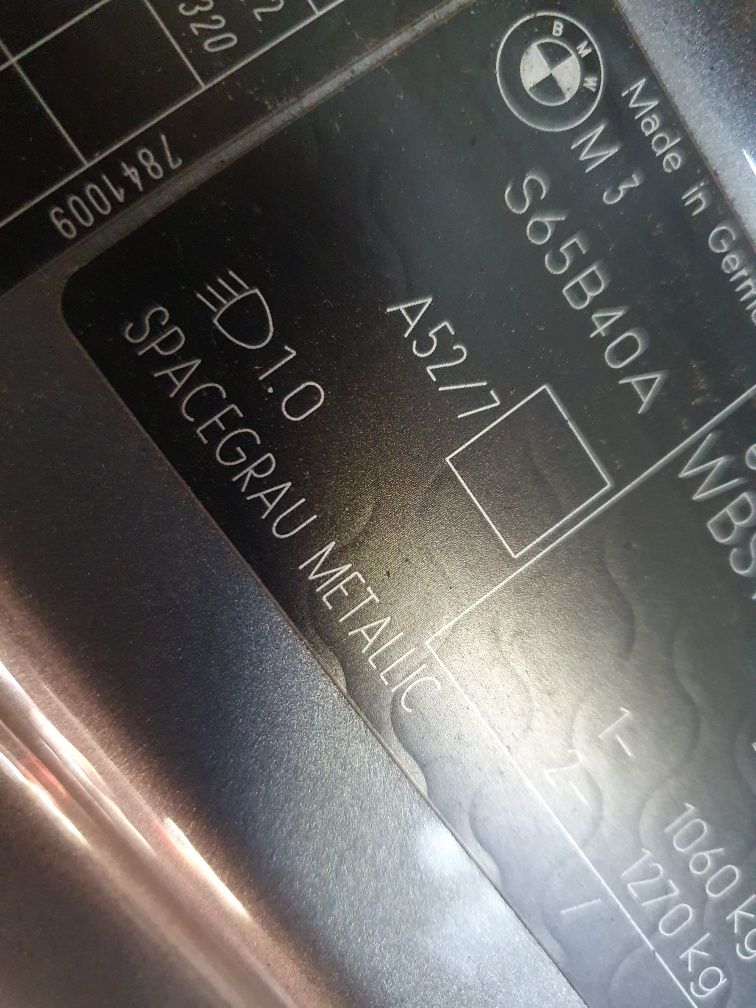 320
7841009
BMW
Made in Germa
M 3
S65B40A
A52/7
1.0
SPACEGRAU METALLIC
WBS
1- 1060 kg
2- 1270 kg
/